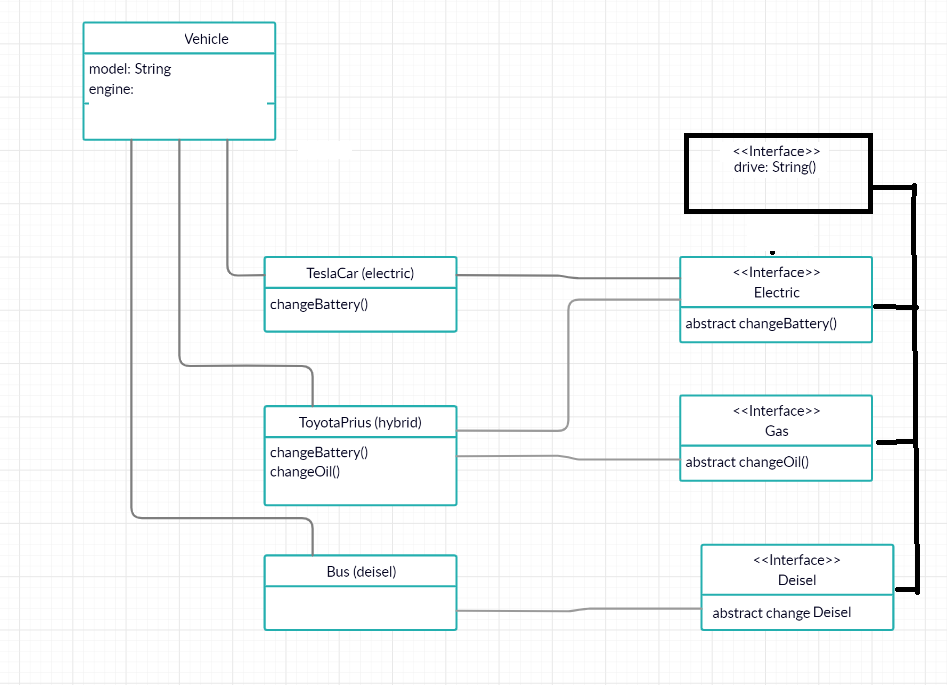 Vehicle
model: String
engine:
<<Interface>>
drive: String()
TeslaCar (electric)
changeBattery()
<<Interface>>
Electric
abstract changeBattery()
ToyotaPrius (hybrid)
changeBattery()
changeOil()
<<Interface>>
Gas
abstract changeOil()
Bus (deisel)
<<Interface>>
Deisel
abstract change Deisel